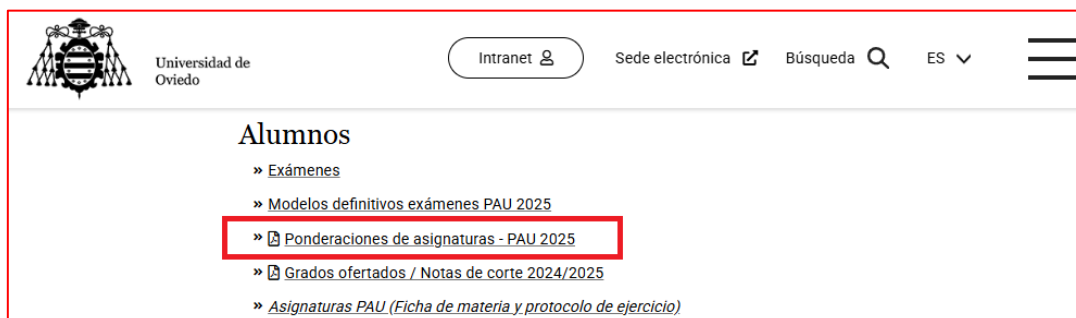 Universidad de
Oviedo
Intranet
Sede electrónica
Búsqueda
ES
Alumnos
» Exámenes
» Modelos definitivos exámenes PAU 2025
» Ponderaciones de asignaturas - PAU 2025
» Grados ofertados / Notas de corte 2024/2025
» Asignaturas PAU (Ficha de materia y protocolo de ejercicio)